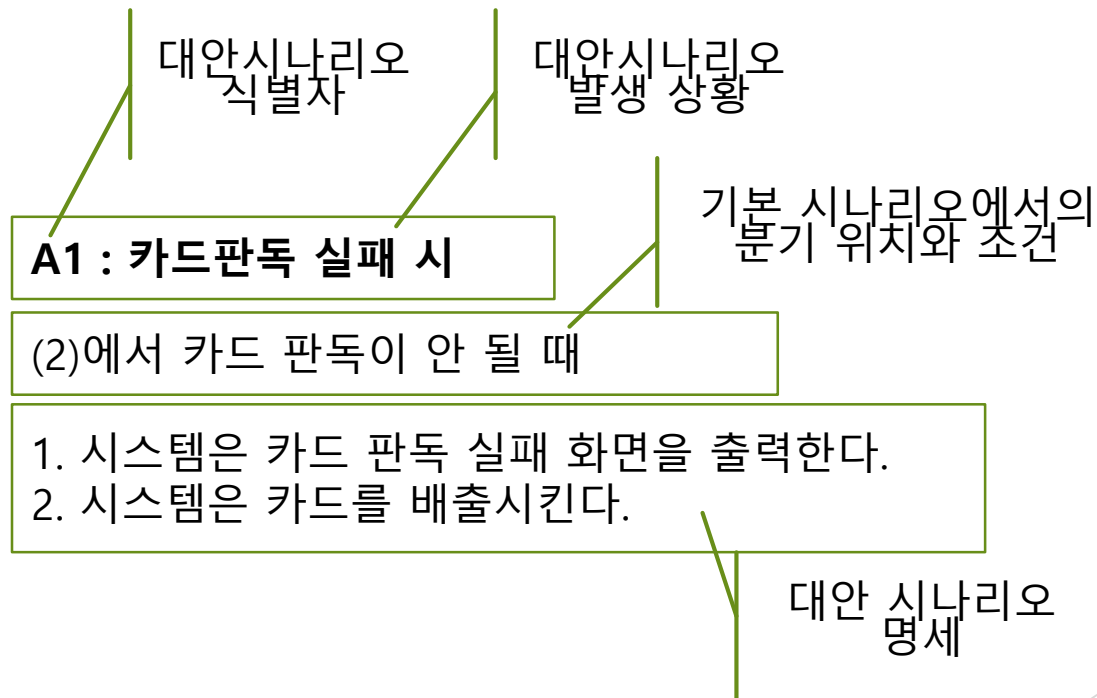 대안시나리오
식별자
대안시나리오
발생 상황
기본 시나리오에서의
분기 위치와 조건
A1 : 카드판독 실패 시
(2)에서 카드 판독이 안 될 때
1. 시스템은 카드 판독 실패 화면을 출력한다.
2. 시스템은 카드를 배출시킨다.
대안 시나리오
명세